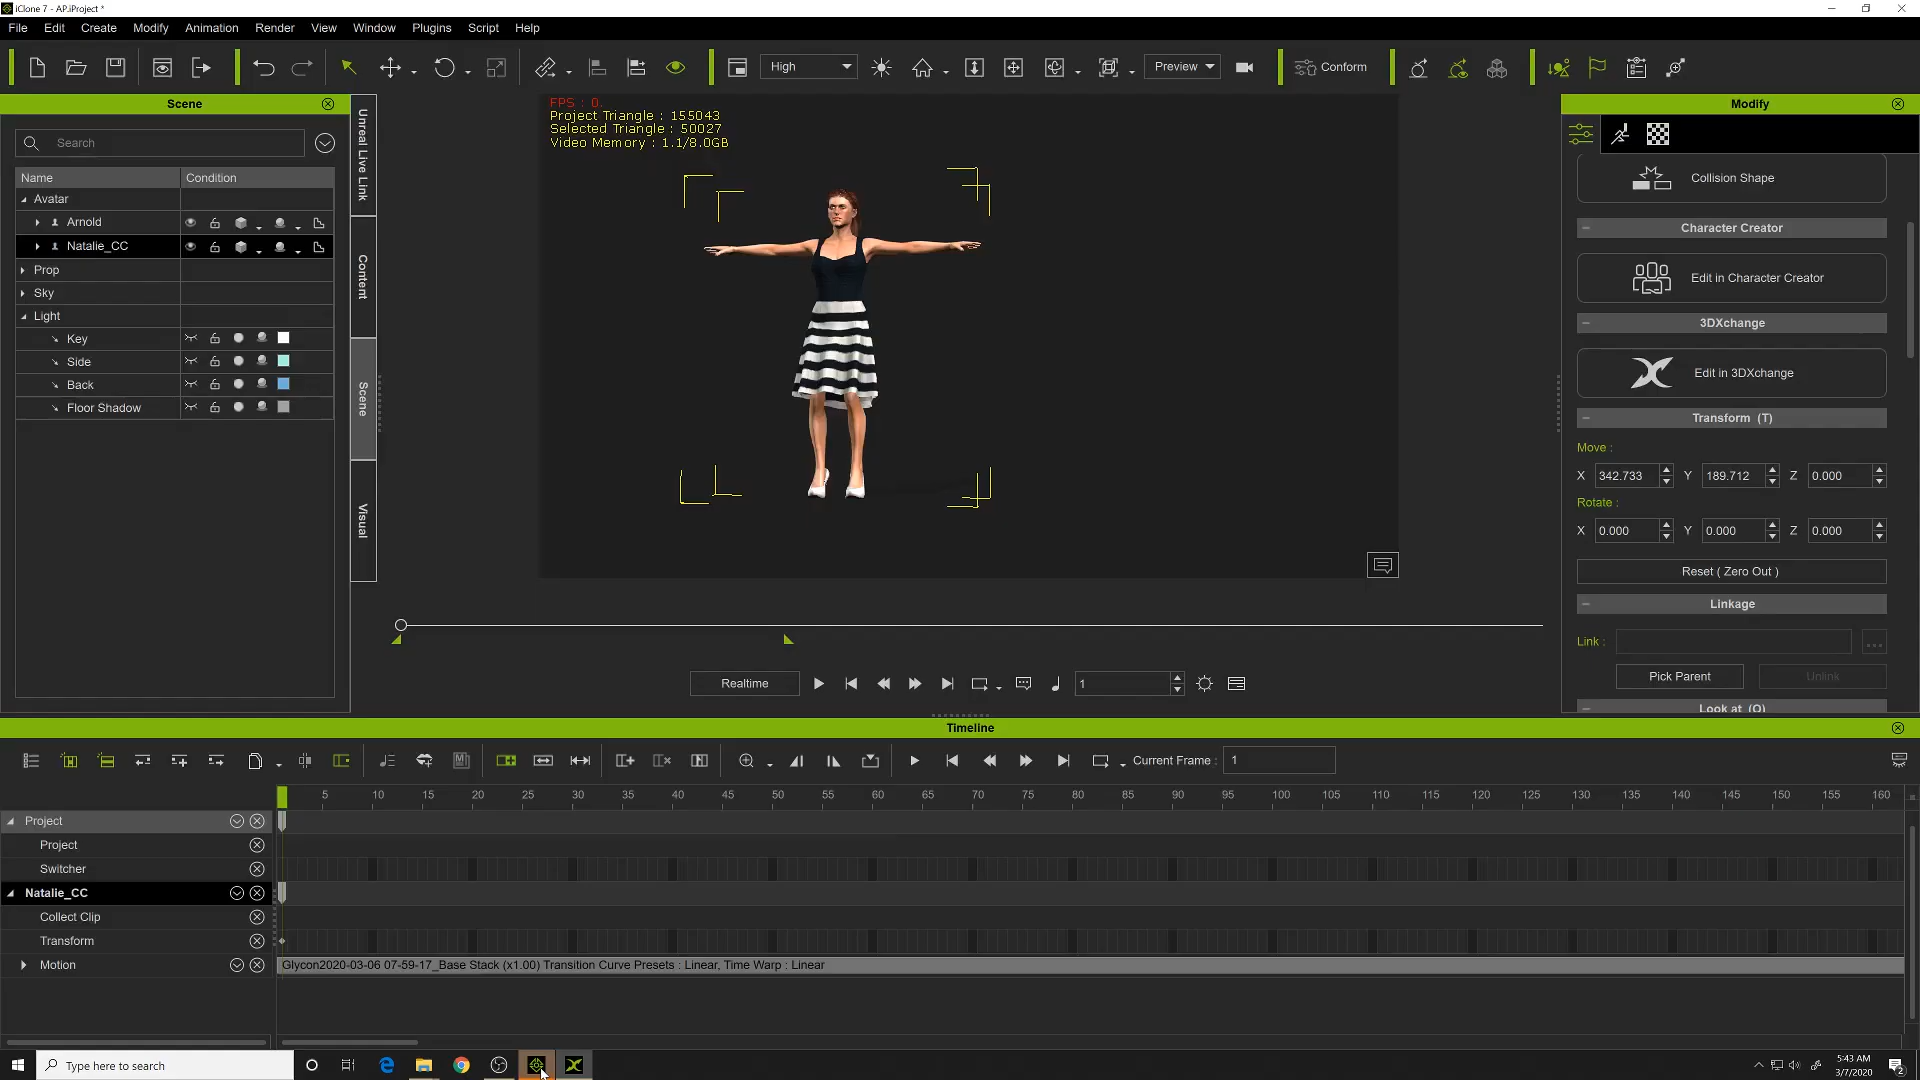 iClone 7 - AP.iProject *
File Edit Create Modify Animation Render View Window Plugins Script Help
High Preview Conform
Scene
Search
Name Condition
Avatar
Arnold
Natalie_CC
Prop
Sky
Light
Key
Side
Back
Floor Shadow
Unreal Live Link
Content
Scene
Visual
FPS : 0.
Project Triangle : 155043
Selected Triangle : 50027
Video Memory : 1.1/8.0GB
Modify
Collision Shape
Character Creator
Edit in Character Creator
3DXchange
Edit in 3DXchange
Transform (T)
Move :
X 342.733 Y 189.712 Z 0.000
Rotate :
X 0.000 Y 0.000 Z 0.000
Reset ( Zero Out )
Linkage
Link : ...
Pick Parent Unlink
Look at (O)
Realtime 1
Timeline
Current Frame : 1
5 10 15 20 25 30 35 40 45 50 55 60 65 70 75 80 85 90 95 100 105 110 115 120 125 130 135 140 145 150 155 160
Project
Project
Switcher
Natalie_CC
Collect Clip
Transform
Motion Glycon2020-03-06 07-59-17_Base Stack (x1.00) Transition Curve Presets : Linear, Time Warp : Linear
Type here to search
5:43 AM
3/7/2020
2